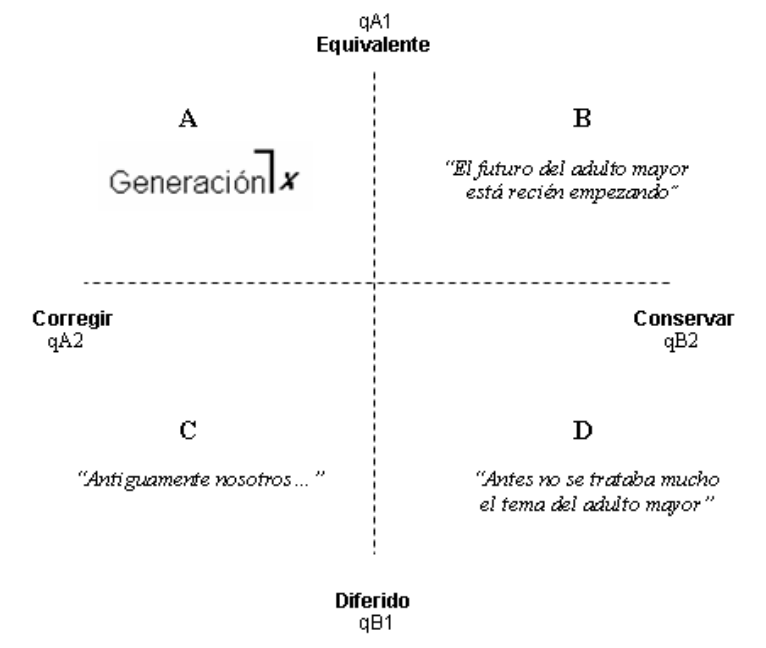 qA1
Equivalente
A
B
Generación x
"El futuro del adulto mayor
está recién empezando"
Corregir
qA2
Conservar
qB2
C
D
"Antiguamente nosotros..."
"Antes no se trataba mucho
el tema del adulto mayor"
Diferido
qB1